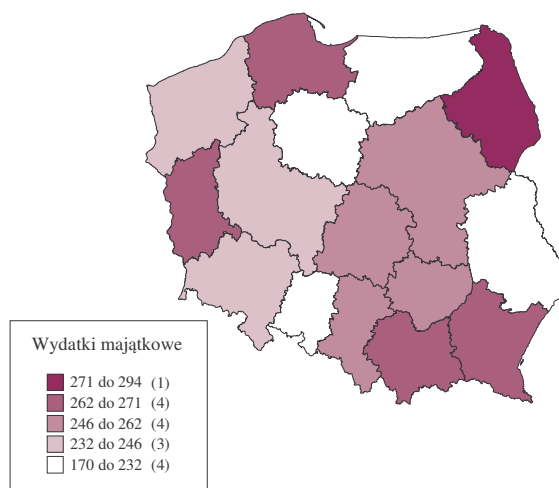 Wydatki majątkowe
271 do 294 (1)
262 do 271 (4)
246 do 262 (4)
232 do 246 (3)
170 do 232 (4)